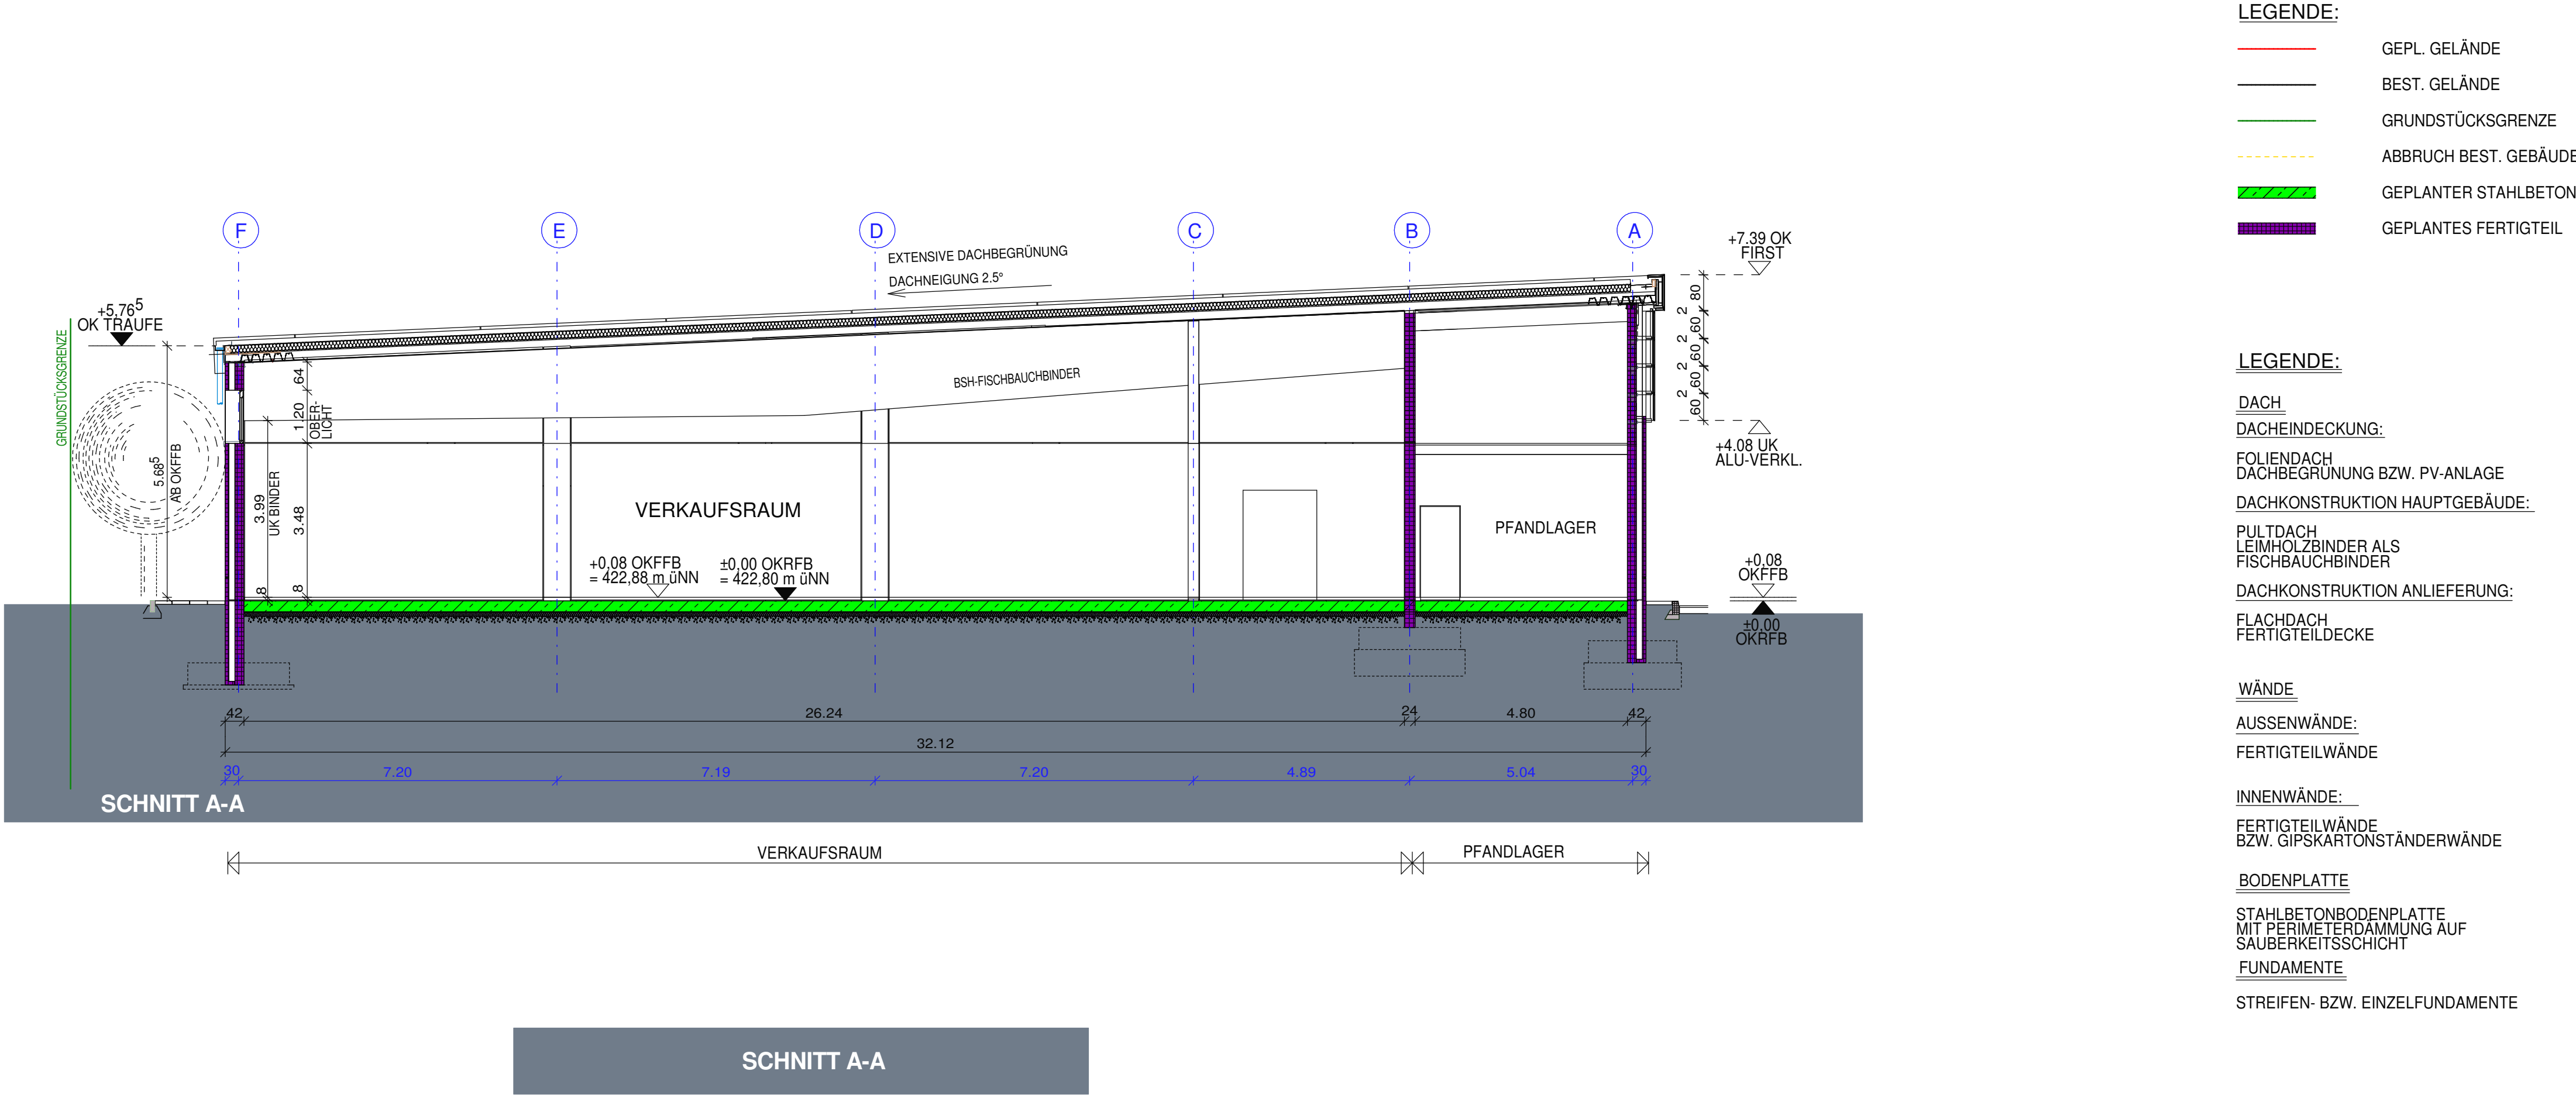 LEGENDE:
GEPL. GELÄNDE
BEST. GELÄNDE
GRUNDSTÜCKSGRENZE
ABBRUCH BEST. GEBÄUDE
GEPLANTER STAHLBETON
GEPLANTES FERTIGTEIL
F
E
D
C
B
A
EXTENSIVE DACHBEGRÜNUNG
DACHNEIGUNG 2.5°
+7.39 OK
FIRST
+5,76⁵
OK TRAUFE
GRUNDSTÜCKSGRENZE
5.68⁵
AB OKFFB
3.99
UK BINDER
8
64
1.20
OBER-
LICHT
3.48
8
BSH-FISCHBAUCHBINDER
80
2
60
2
60
2
60
2
60
+4.08 UK
ALU-VERKL.
VERKAUFSRAUM
PFANDLAGER
+0,08 OKFFB
= 422,88 m üNN
±0,00 OKRFB
= 422,80 m üNN
+0,08
OKFFB
±0,00
OKRFB
42
26.24
24
4.80
42
32.12
30
7.20
7.19
7.20
4.89
5.04
30
SCHNITT A-A
VERKAUFSRAUM
PFANDLAGER
SCHNITT A-A
LEGENDE:
DACH
DACHEINDECKUNG:
FOLIENDACH
DACHBEGRÜNUNG BZW. PV-ANLAGE
DACHKONSTRUKTION HAUPTGEBÄUDE:
PULTDACH
LEIMHOLZBINDER ALS
FISCHBAUCHBINDER
DACHKONSTRUKTION ANLIEFERUNG:
FLACHDACH
FERTIGTEILDECKE
WÄNDE
AUSSENWÄNDE:
FERTIGTEILWÄNDE
INNENWÄNDE:
FERTIGTEILWÄNDE
BZW. GIPSKARTONSTÄNDERWÄNDE
BODENPLATTE
STAHLBETONBODENPLATTE
MIT PERIMETERDÄMMUNG AUF
SAUBERKEITSSCHICHT
FUNDAMENTE
STREIFEN- BZW. EINZELFUNDAMENTE